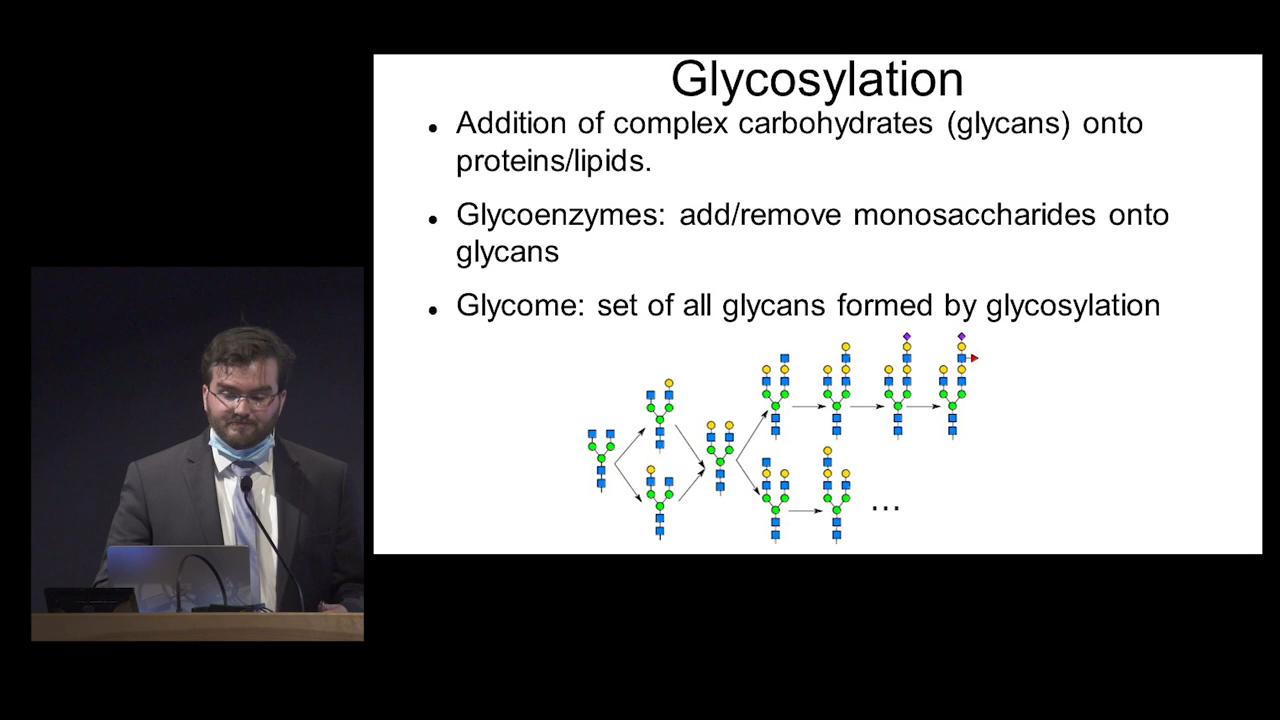 Glycosylation
Addition of complex carbohydrates (glycans) onto
proteins/lipids.
Glycoenzymes: add/remove monosaccharides onto
glycans
Glycome: set of all glycans formed by glycosylation
...